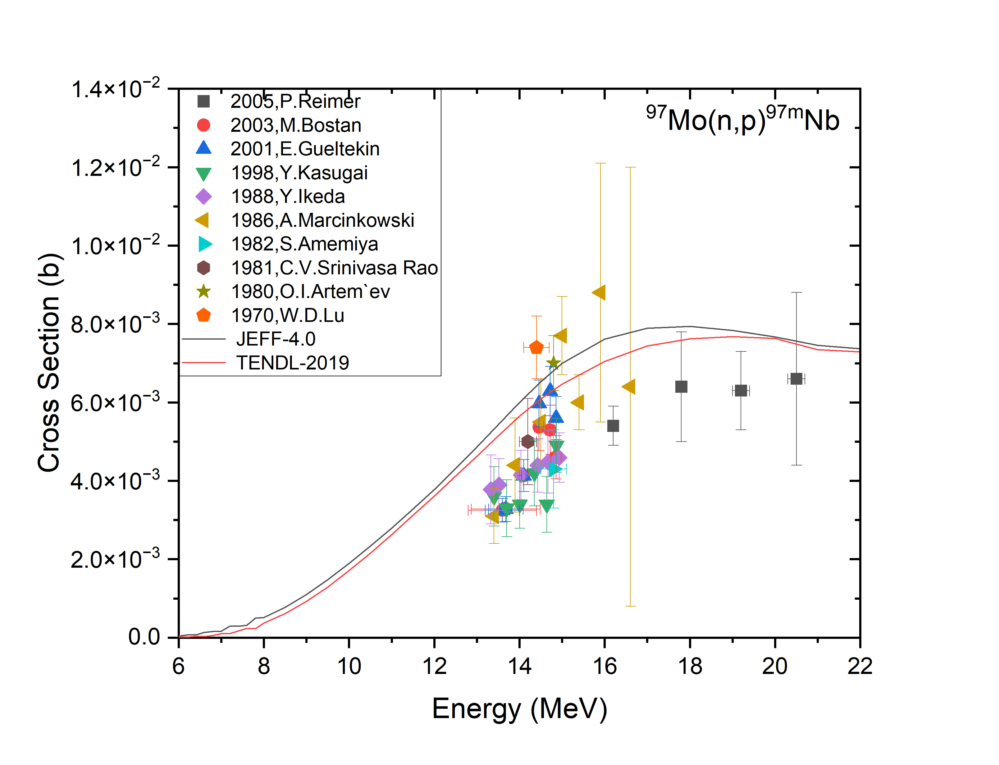 1.4×10⁻²
1.2×10⁻²
1.0×10⁻²
8.0×10⁻³
6.0×10⁻³
4.0×10⁻³
2.0×10⁻³
0.0
Cross Section (b)
2005,P.Reimer
2003,M.Bostan
2001,E.Gueltekin
1998,Y.Kasugai
1988,Y.Ikeda
1986,A.Marcinkowski
1982,S.Amemiya
1981,C.V.Srinivasa Rao
1980,O.I.Artem`ev
1970,W.D.Lu
JEFF-4.0
TENDL-2019
⁹⁷Mo(n,p)⁹⁷ᵐNb
6 8 10 12 14 16 18 20 22
Energy (MeV)